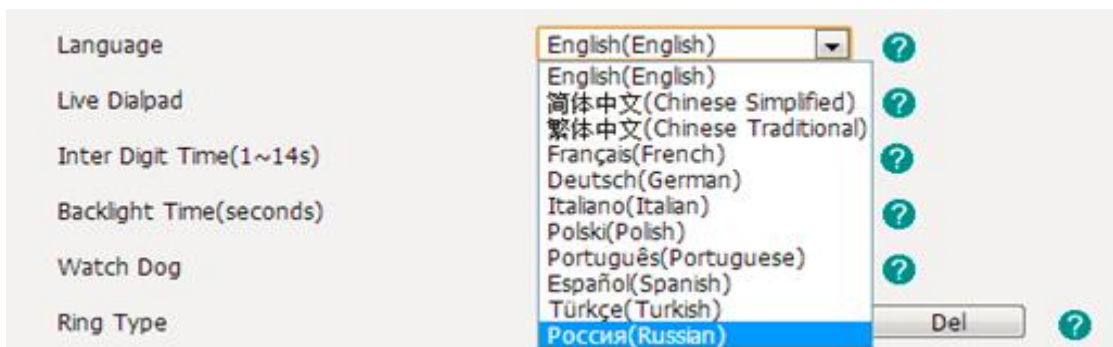 Language English(English)
English(English)
Live Dialpad 简体中文(Chinese Simplified)
繁体中文(Chinese Traditional)
Inter Digit Time(1~14s) Français(French)
Deutsch(German)
Backlight Time(seconds) Italiano(Italian)
Polski(Polish)
Watch Dog Português(Portuguese)
Español(Spanish)
Ring Type Türkçe(Turkish) Del
Россия(Russian)